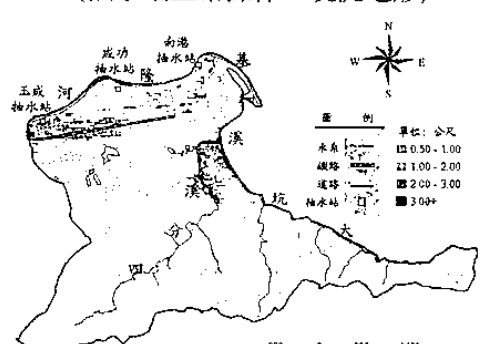 N
W E
S
玉成
抽水站
成功
抽水站
南港
抽水站
基
隆
河
大
坑
溪
四
分
溪
圖 例
單位：公尺
水系
鐵路
道路
抽水站
0.50 - 1.00
1.00 - 2.00
2.00 - 3.00
3.00+